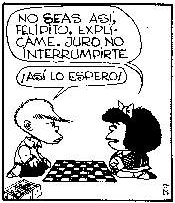 NO SEAS ASÍ,
FELIPITO. EXPLÍ-
CAME. JURO NO
INTERRUMPIRTE
¡ASÍ LO ESPERO!